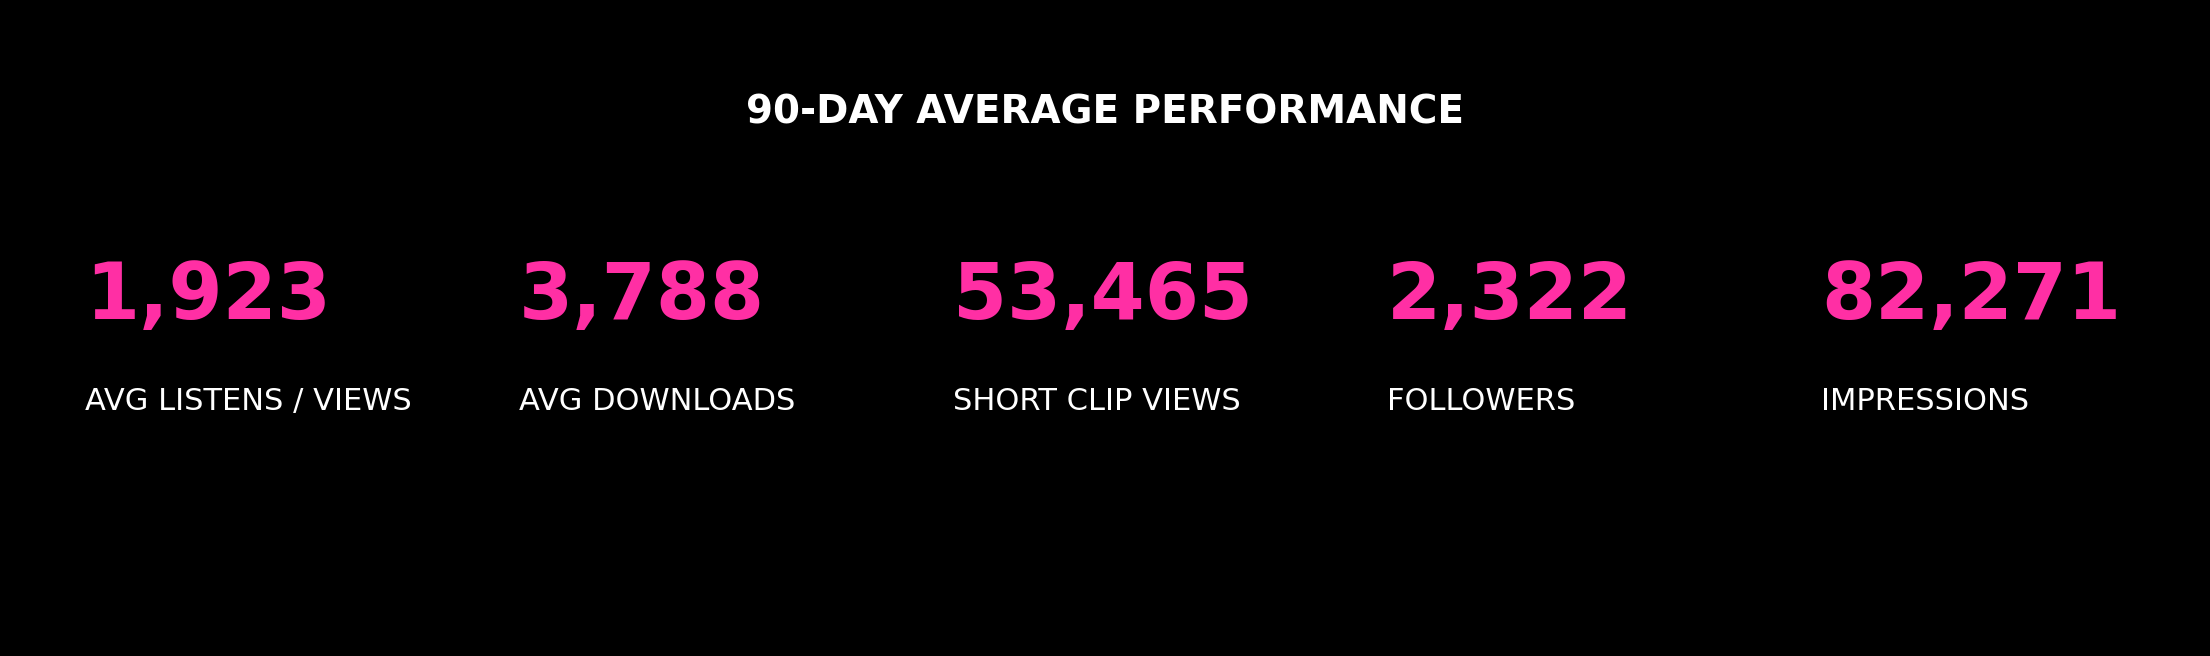 90-DAY AVERAGE PERFORMANCE
1,923 3,788 53,465 2,322 82,271
AVG LISTENS / VIEWS AVG DOWNLOADS SHORT CLIP VIEWS FOLLOWERS IMPRESSIONS